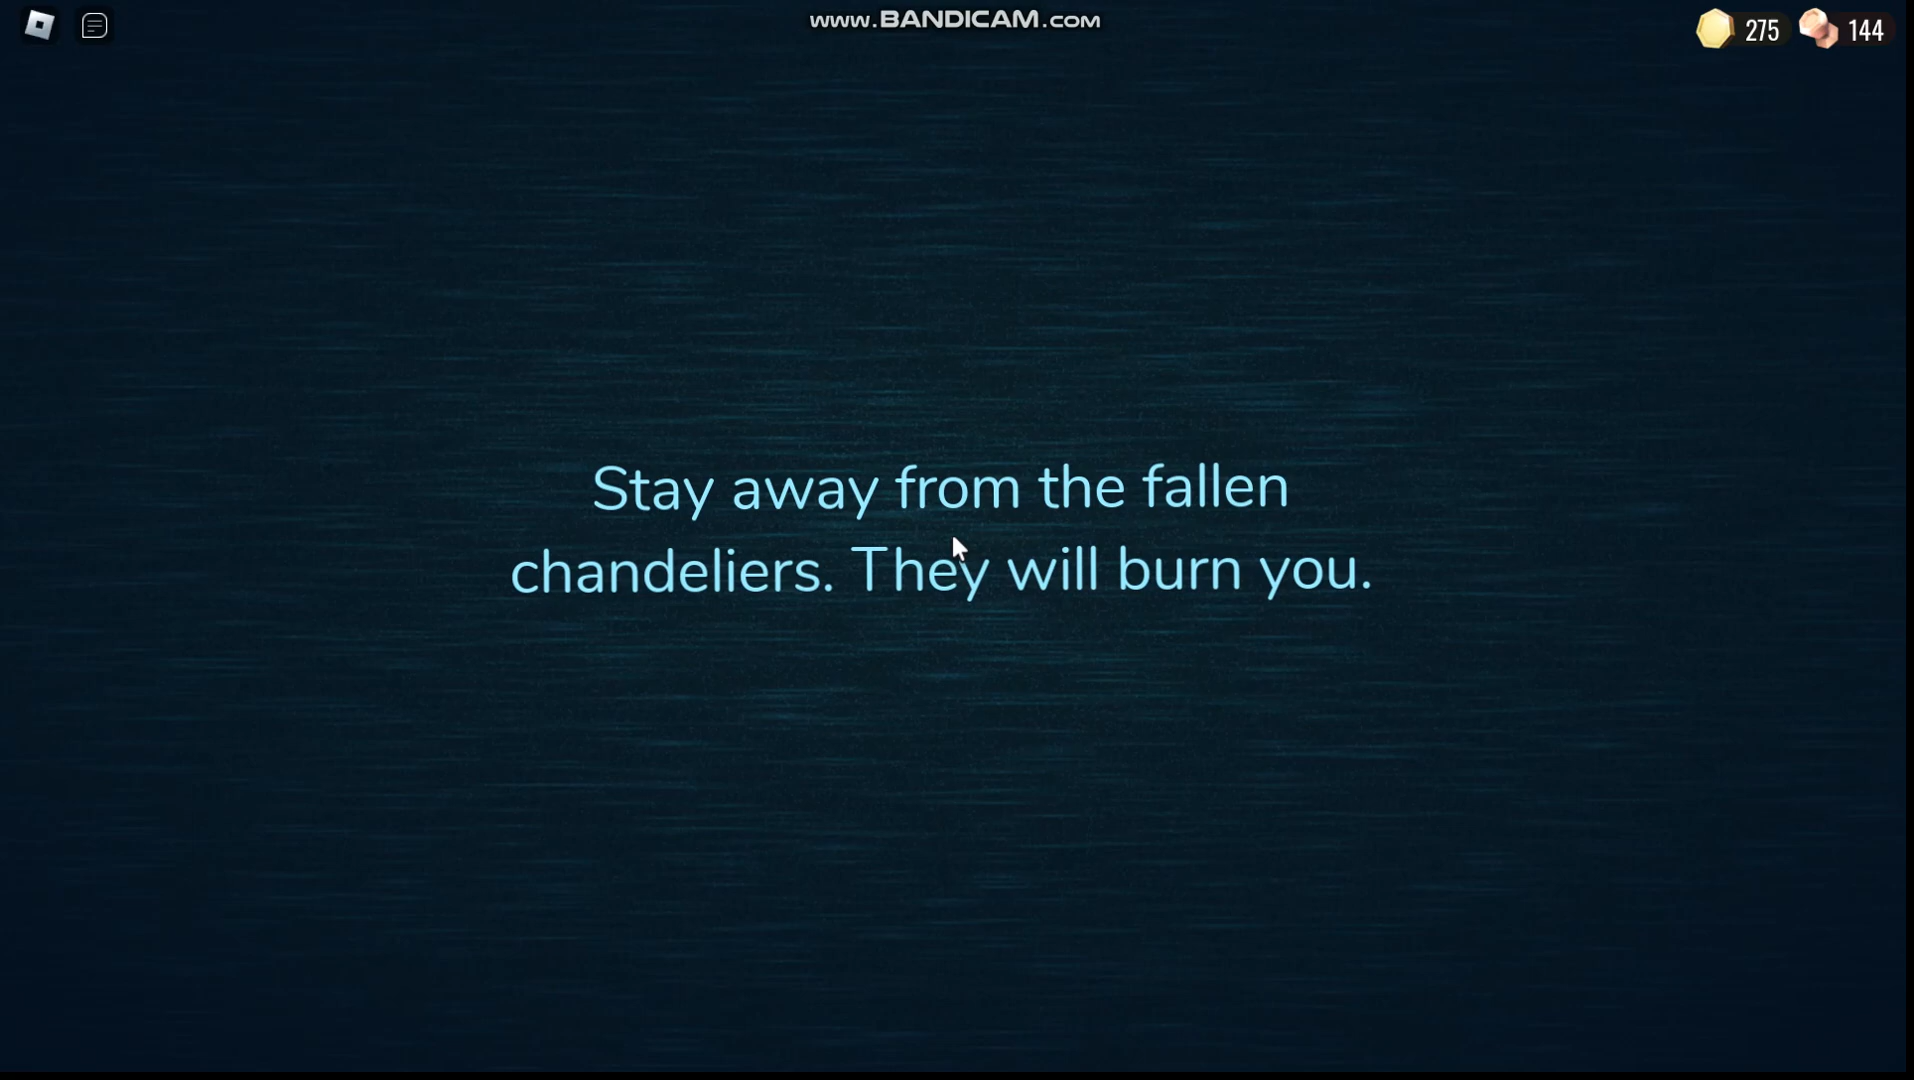 www.BANDICAM.com
275
144
Stay away from the fallen
chandeliers. They will burn you.